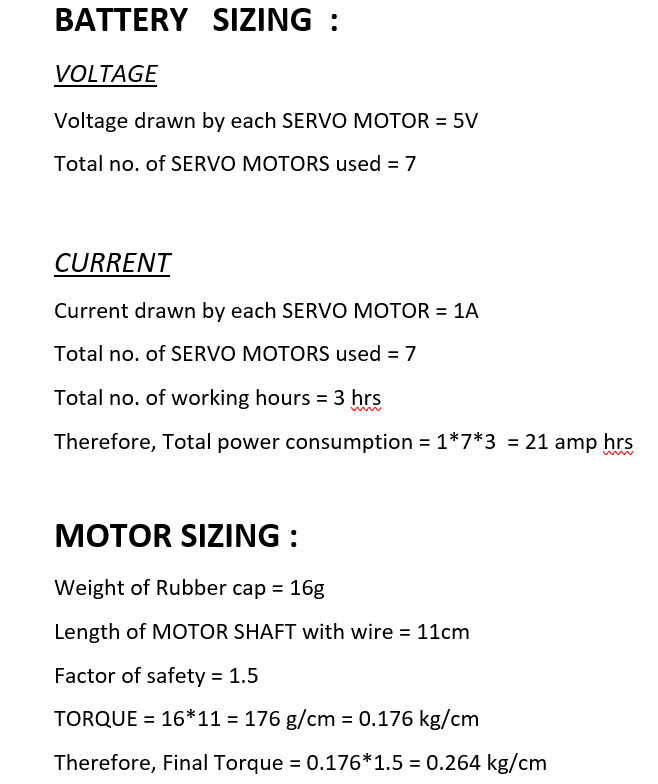 BATTERY SIZING :
VOLTAGE
Voltage drawn by each SERVO MOTOR = 5V
Total no. of SERVO MOTORS used = 7
CURRENT
Current drawn by each SERVO MOTOR = 1A
Total no. of SERVO MOTORS used = 7
Total no. of working hours = 3 hrs
Therefore, Total power consumption = 1*7*3 = 21 amp hrs
MOTOR SIZING :
Weight of Rubber cap = 16g
Length of MOTOR SHAFT with wire = 11cm
Factor of safety = 1.5
TORQUE = 16*11 = 176 g/cm = 0.176 kg/cm
Therefore, Final Torque = 0.176*1.5 = 0.264 kg/cm